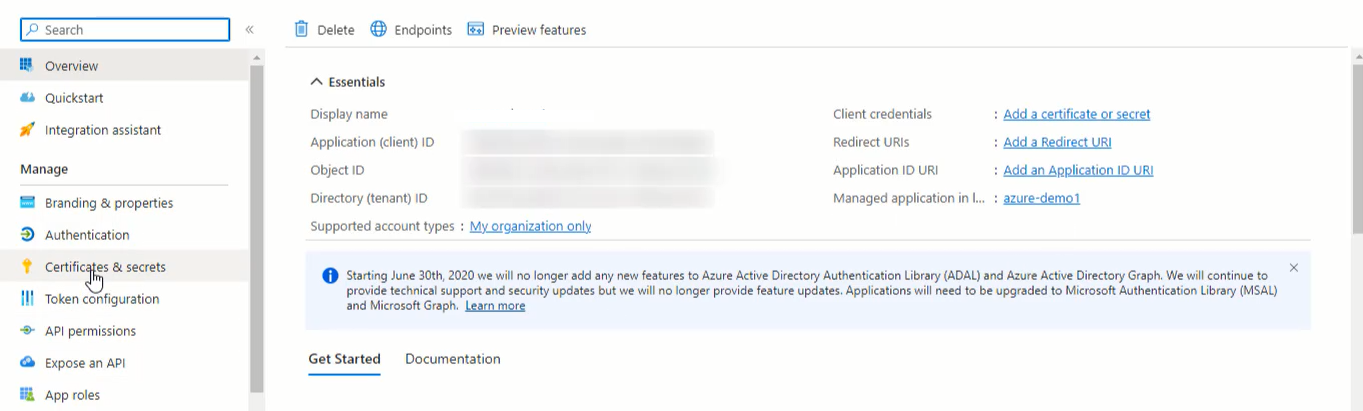 Search
«
Delete
Endpoints
Preview features
Overview
Quickstart
Integration assistant
Manage
Branding & properties
Authentication
Certificates & secrets
Token configuration
API permissions
Expose an API
App roles
Essentials
Display name
Application (client) ID
Object ID
Directory (tenant) ID
Supported account types : My organization only
Client credentials : Add a certificate or secret
Redirect URIs : Add a Redirect URI
Application ID URI : Add an Application ID URI
Managed application in l... : azure-demo1
Starting June 30th, 2020 we will no longer add any new features to Azure Active Directory Authentication Library (ADAL) and Azure Active Directory Graph. We will continue to
provide technical support and security updates but we will no longer provide feature updates. Applications will need to be upgraded to Microsoft Authentication Library (MSAL)
and Microsoft Graph. Learn more
Get Started
Documentation